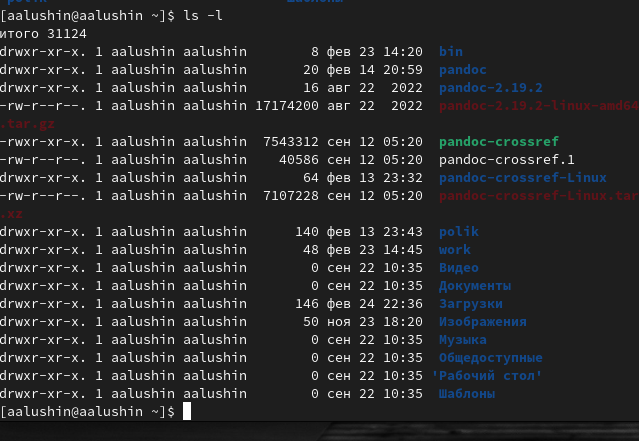 [aalushin@aalushin ~]$ ls -l
итого 31124
drwxr-xr-x. 1 aalushin aalushin        8 фев 23 14:20  bin
drwxr-xr-x. 1 aalushin aalushin       20 фев 14 20:59  pandoc
drwxr-xr-x. 1 aalushin aalushin       16 авг 22  2022  pandoc-2.19.2
-rw-r--r--. 1 aalushin aalushin 17174200 авг 22  2022  pandoc-2.19.2-linux-amd64
.tar.gz
-rwxr-xr-x. 1 aalushin aalushin  7543312 сен 12 05:20  pandoc-crossref
-rw-r--r--. 1 aalushin aalushin    40586 сен 12 05:20  pandoc-crossref.1
drwxr-xr-x. 1 aalushin aalushin       64 фев 13 23:32  pandoc-crossref-Linux
-rw-r--r--. 1 aalushin aalushin  7107228 сен 12 05:20  pandoc-crossref-Linux.tar
.xz
drwxr-xr-x. 1 aalushin aalushin      140 фев 13 23:43  polik
drwxr-xr-x. 1 aalushin aalushin       48 фев 23 14:45  work
drwxr-xr-x. 1 aalushin aalushin        0 сен 22 10:35  Видео
drwxr-xr-x. 1 aalushin aalushin        0 сен 22 10:35  Документы
drwxr-xr-x. 1 aalushin aalushin      146 фев 24 22:36  Загрузки
drwxr-xr-x. 1 aalushin aalushin       50 ноя 23 18:20  Изображения
drwxr-xr-x. 1 aalushin aalushin        0 сен 22 10:35  Музыка
drwxr-xr-x. 1 aalushin aalushin        0 сен 22 10:35  Общедоступные
drwxr-xr-x. 1 aalushin aalushin        0 сен 22 10:35 'Рабочий стол'
drwxr-xr-x. 1 aalushin aalushin        0 сен 22 10:35  Шаблоны
[aalushin@aalushin ~]$